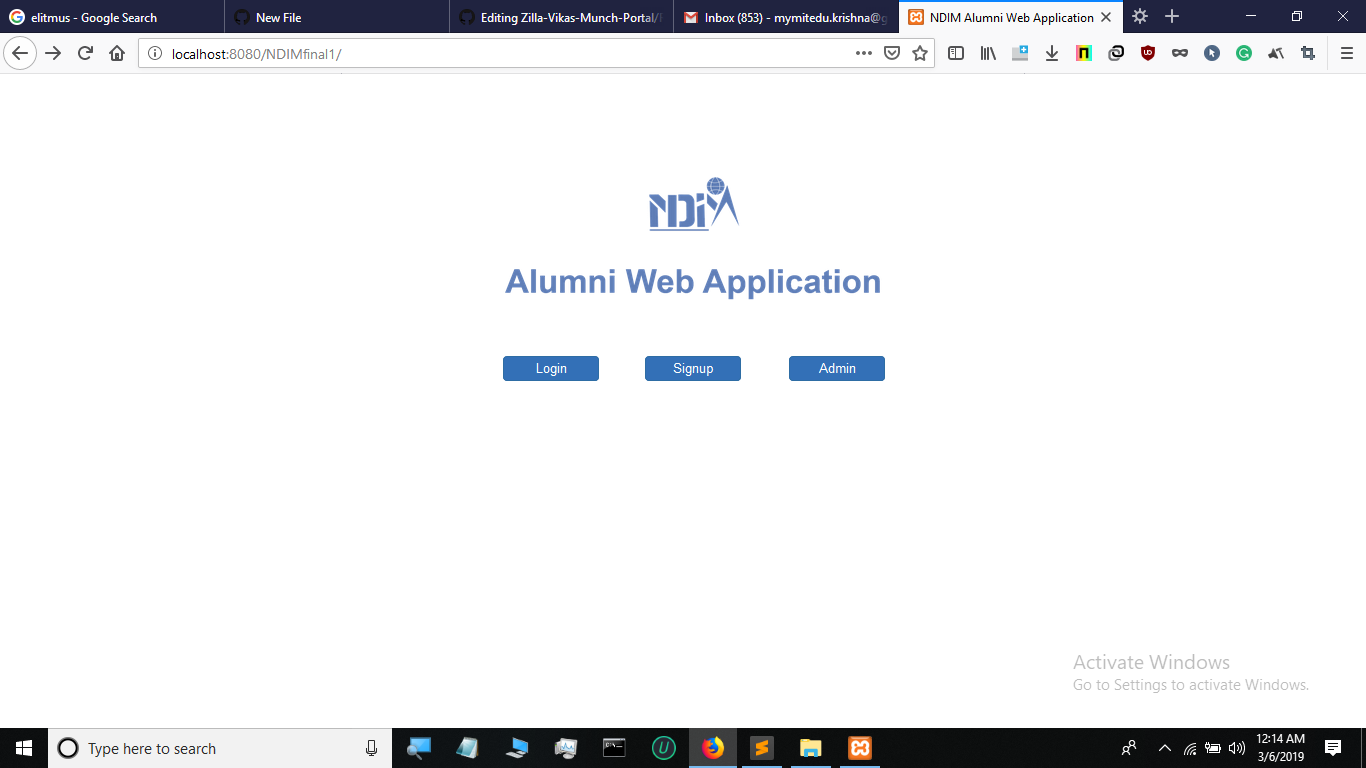 elitmus - Google Search
New File
Editing Zilla-Vikas-Munch-Portal/
Inbox (853) - mymitedu.krishna@g
NDIM Alumni Web Application
localhost:8080/NDIMfinal1/
NDiM
Alumni Web Application
Login
Signup
Admin
Activate Windows
Go to Settings to activate Windows.
Type here to search
12:14 AM
3/6/2019